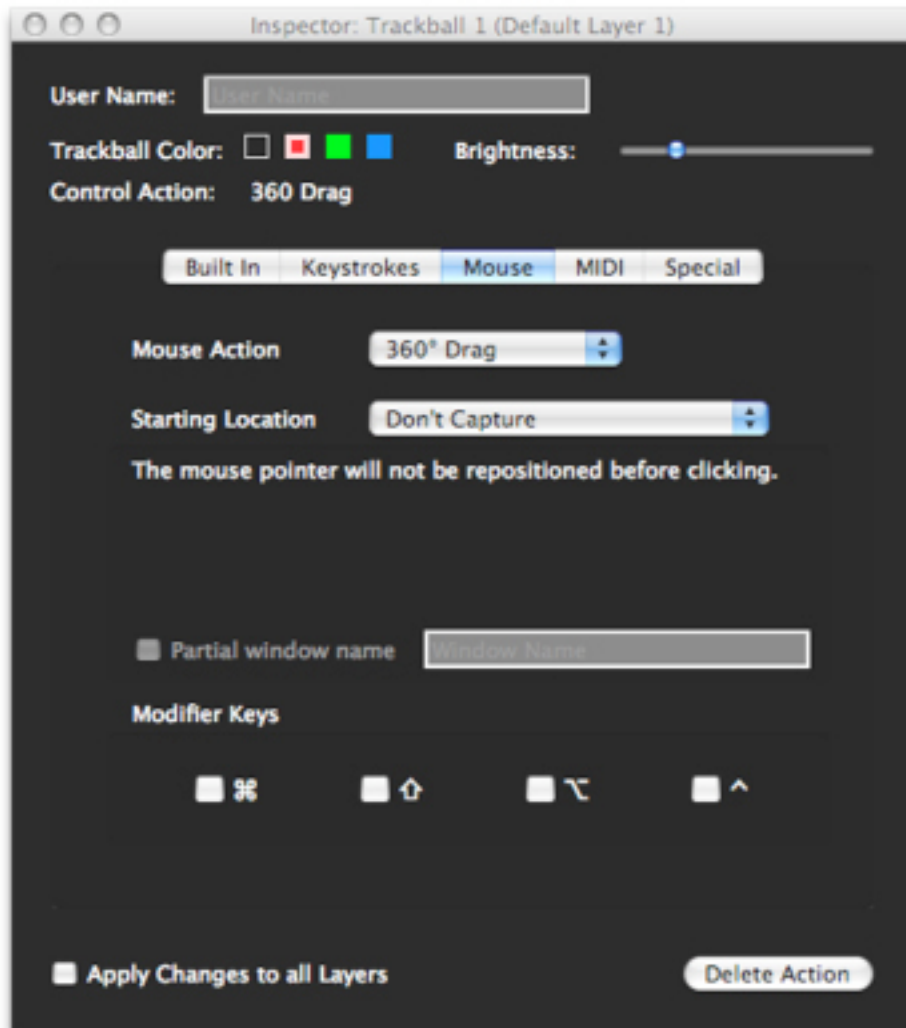 Inspector: Trackball 1 (Default Layer 1)
User Name: User Name
Trackball Color: Brightness:
Control Action: 360 Drag
Built In Keystrokes Mouse MIDI Special
Mouse Action 360° Drag
Starting Location Don't Capture
The mouse pointer will not be repositioned before clicking.
Partial window name Window Name
Modifier Keys
⌘ ⇧ ⌥ ^
Apply Changes to all Layers Delete Action